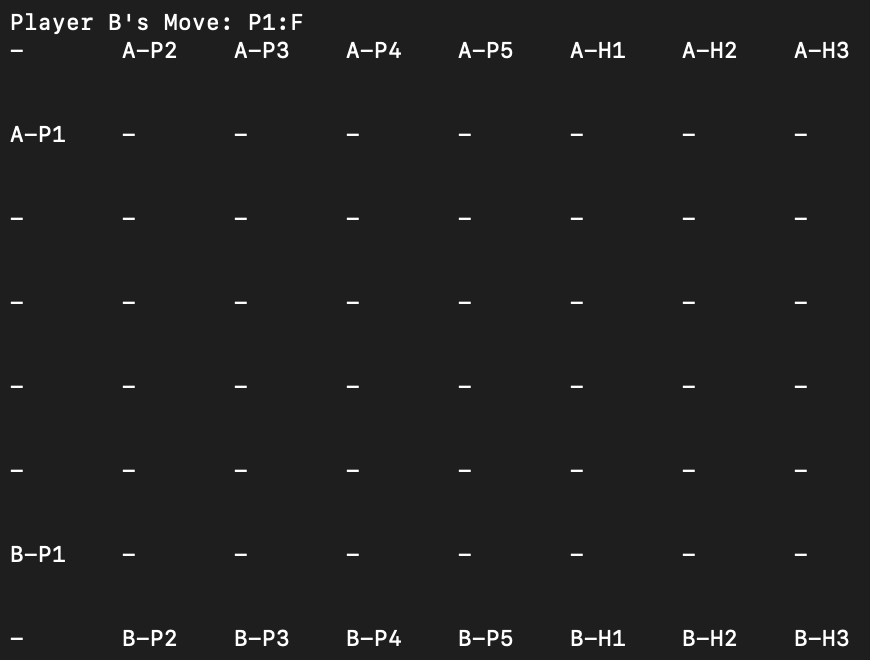 Player B's Move: P1:F
- A-P2 A-P3 A-P4 A-P5 A-H1 A-H2 A-H3
A-P1 - - - - - - -
- - - - - - - -
- - - - - - - -
- - - - - - - -
- - - - - - - -
B-P1 - - - - - - -
- B-P2 B-P3 B-P4 B-P5 B-H1 B-H2 B-H3